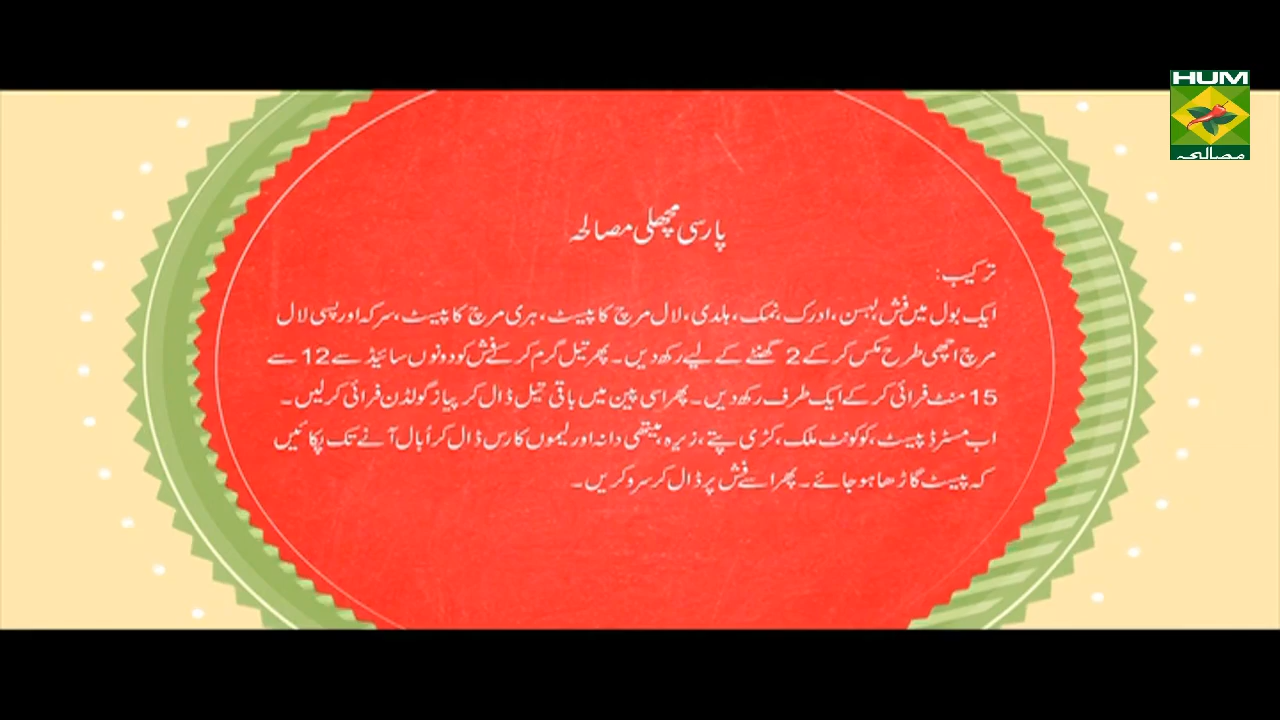 HUM
مصالحہ
پارسی مچھلی مصالحہ
ترکیب:
ایک بول میں فش، لہسن، ادرک، نمک، ہلدی، لال مرچ کا پیسٹ، ہری مرچ کا پیسٹ، سرکہ اور پسی لال
مرچ اچھی طرح مکس کر کے 2 گھنٹے کے لیے رکھ دیں۔ پھر تیل گرم کر کے فش کو دونوں سائیڈ سے 12 سے
15 منٹ فرائی کر کے ایک طرف رکھ دیں۔ پھر اسی پین میں باقی تیل ڈال کر پیاز گولڈن فرائی کر لیں۔
اب مسٹرڈ پیسٹ، کوکونٹ ملک، کڑی پتے، زیرہ، میتھی دانہ اور لیموں کا رس ڈال کر اُبال آنے تک پکائیں
کہ پیسٹ گاڑھا ہو جائے۔ پھر اسے فش پر ڈال کر سرو کریں۔